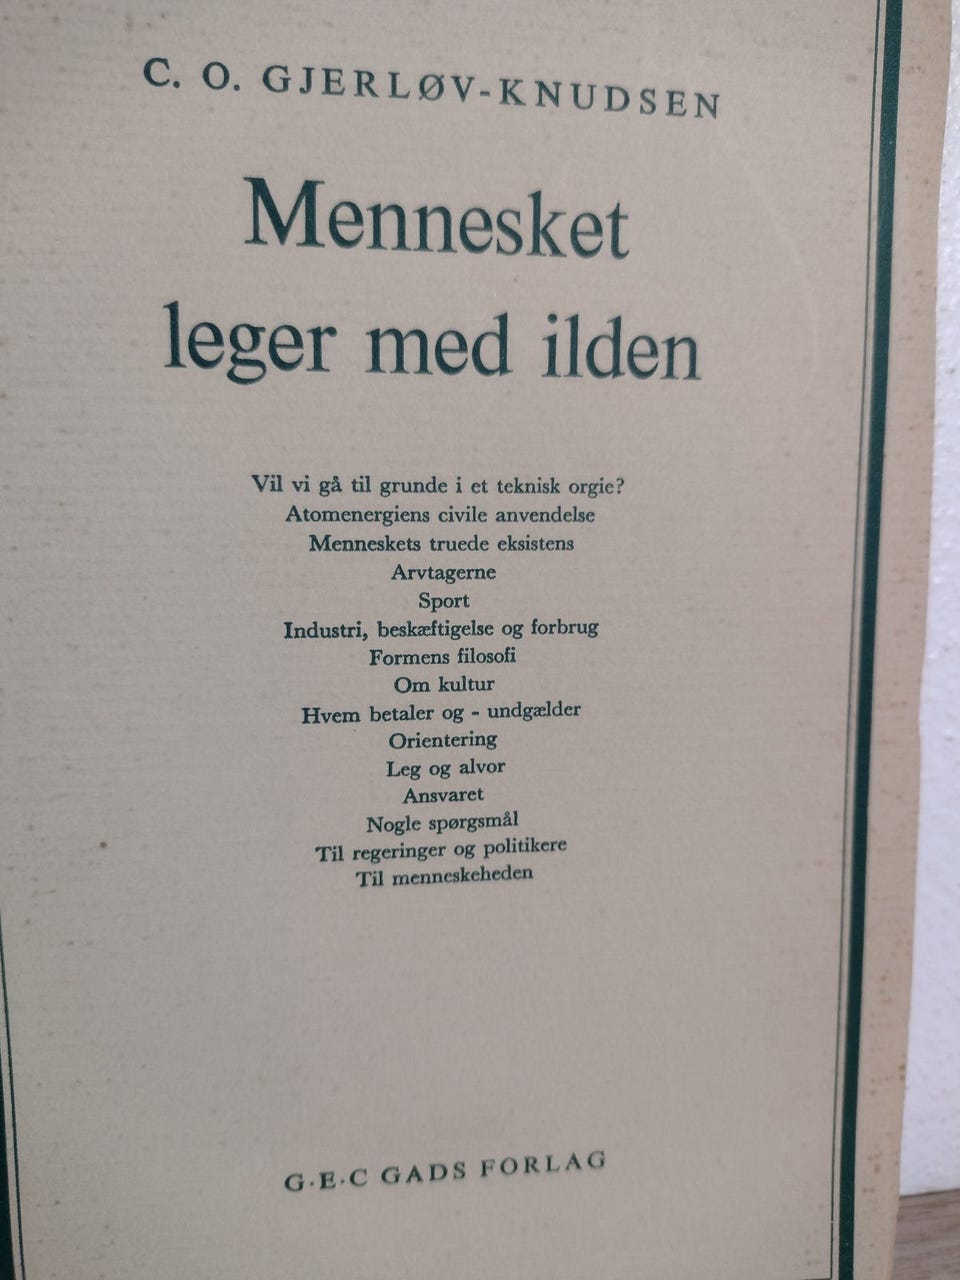 C. O. GJERLØV-KNUDSEN
Mennesket
leger med ilden
Vil vi gå til grunde i et teknisk orgie?
Atomenergiens civile anvendelse
Menneskets truede eksistens
Arvtagerne
Sport
Industri, beskæftigelse og forbrug
Formens filosofi
Om kultur
Hvem betaler og - undgælder
Orientering
Leg og alvor
Ansvaret
Nogle spørgsmål
Til regeringer og politikere
Til menneskeheden
G·E·C GADS FORLAG